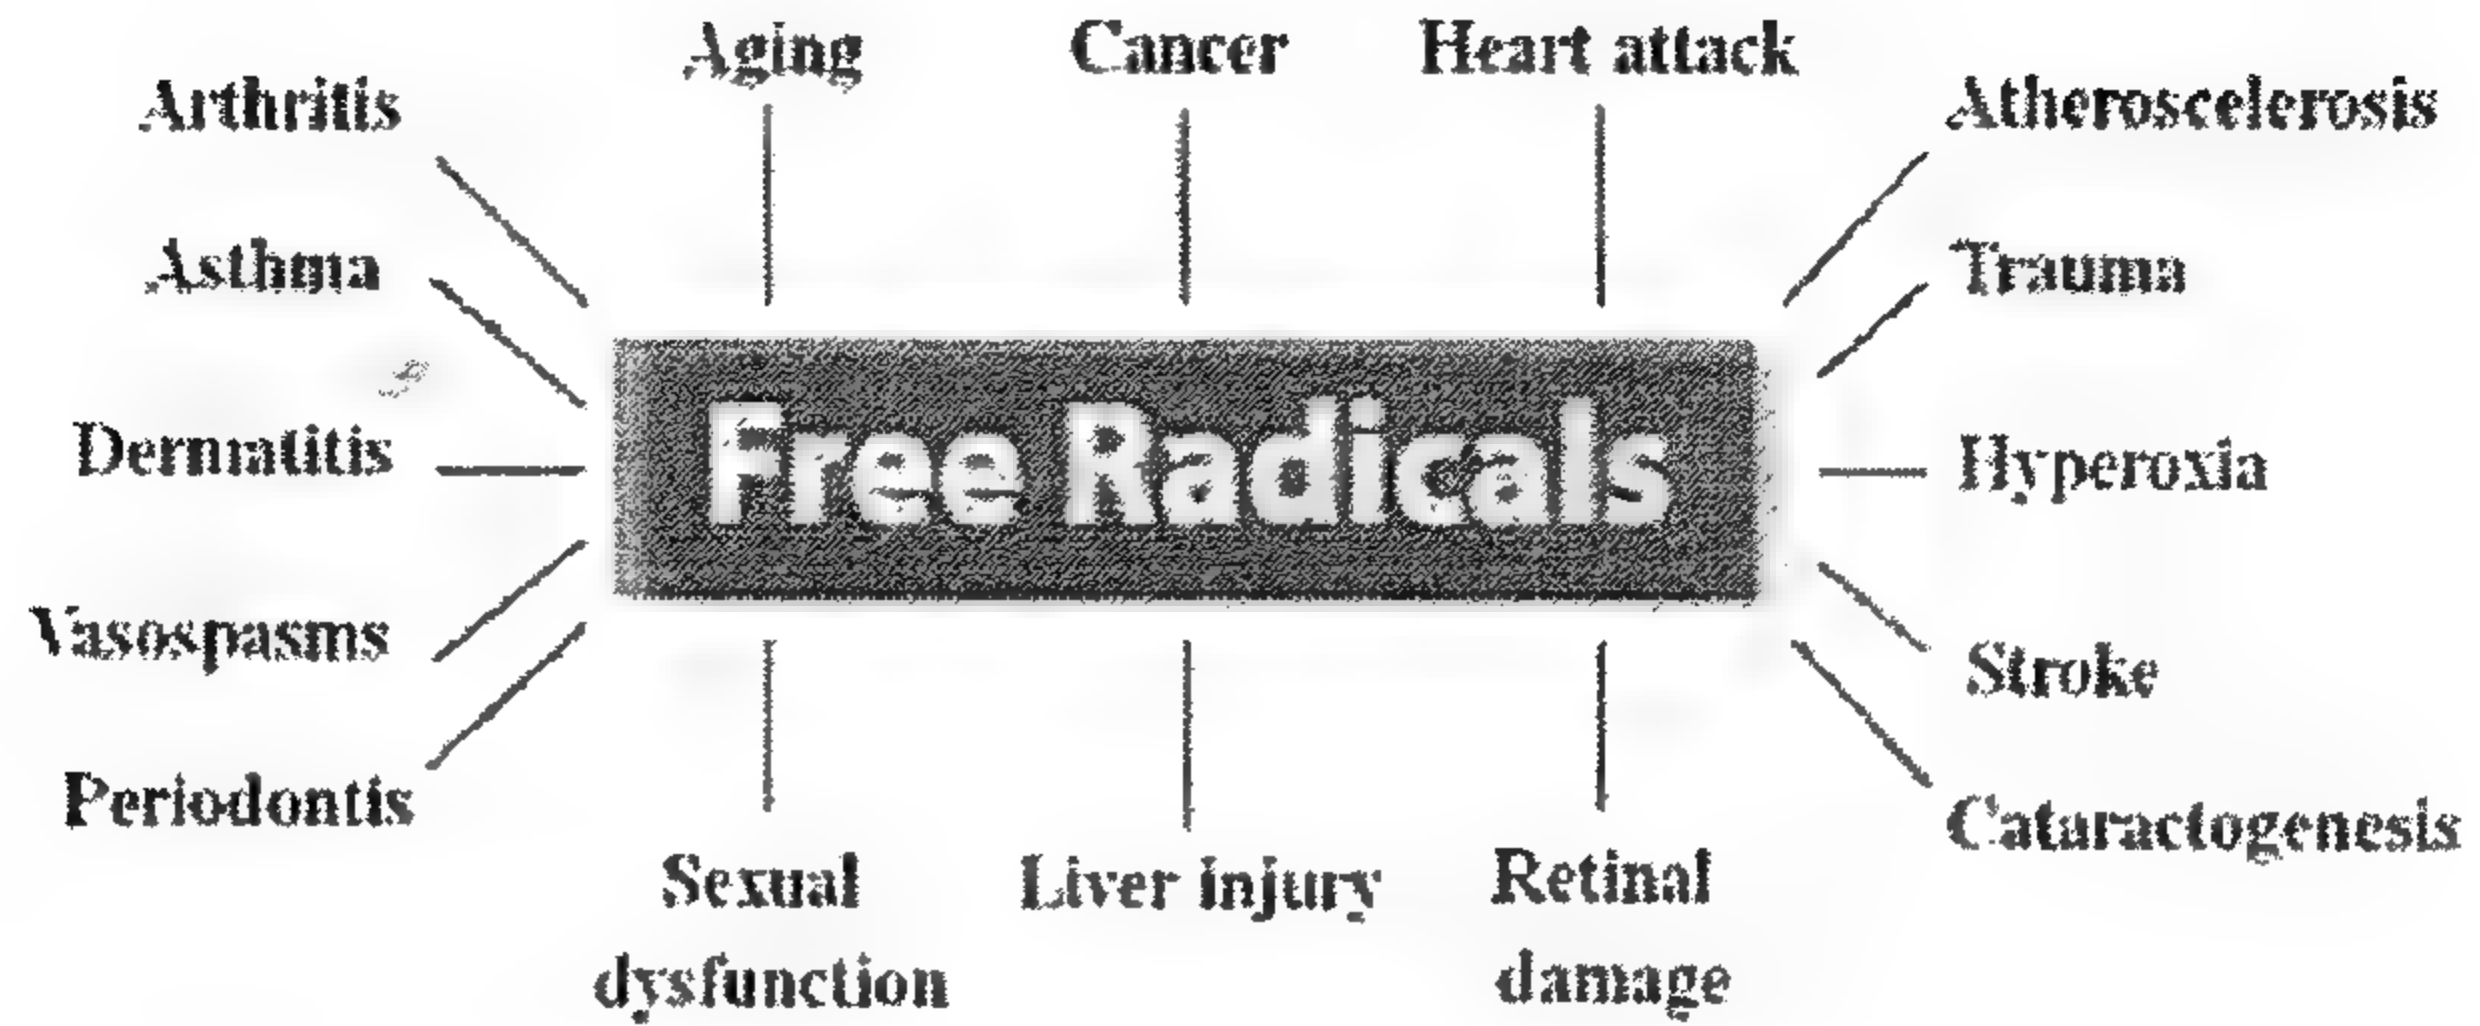 Aging
Cancer
Heart attack
Arthritis
Atheroscelerosis
Asthma
Trauma
Free Radicals
Dermatitis
Hyperoxia
Vasospasms
Stroke
Periodontis
Cataractogenesis
Sexual
dysfunction
Liver injury
Retinal
damage